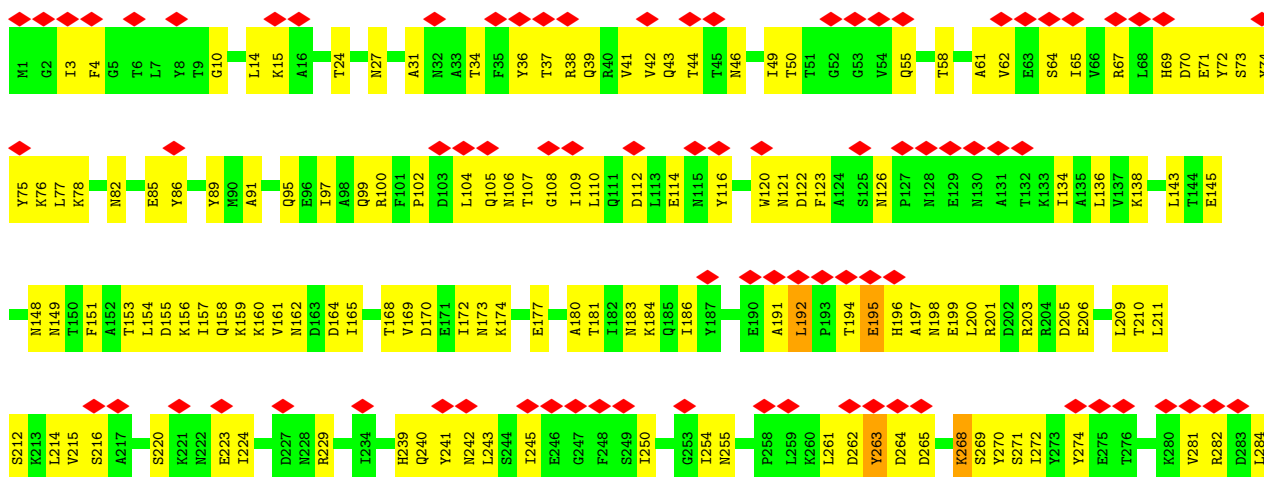 M1 G2 I3 F4 G5 T6 L7 Y8 T9 G10 L14 K15 A16 T24 N27 A31 N32 A33 T34 F35 Y36 T37 R38 Q39 R40 V41 V42 Q43 T44 T45 N46 I49 T50 T51 G52 G53 V54 Q55 T58 A61 V62 E63 S64 I65 V66 R67 L68 H69 D70 E71 Y72 S73
Y75 K76 L77 K78 N82 E85 Y86 Y89 M90 A91 Q95 E96 I97 A98 Q99 R100 F101 P102 D103 L104 Q105 N106 T107 G108 I109 L110 Q111 D112 L113 E114 N115 Y116 W120 N121 D122 F123 A124 S125 N126 P127 N128 E129 N130 A131 T132 K133 I134 A135 L136 V137 K138 L143 T144 E145
N148 N149 T150 F151 A152 T153 L154 D155 K156 I157 Q158 K159 K160 V161 N162 D163 D164 I165 T168 V169 D170 E171 I172 N173 K174 E177 A180 T181 I182 N183 K184 Q185 I186 Y187 E190 A191 L192 P193 T194 E195 H196 A197 N198 E199 L200 R201 D202 R203 R204 D205 E206 L209 T210 L211
S212 K213 L214 V215 S216 A217 S220 K221 N222 E223 I224 D227 N228 R229 I234 H239 Q240 Y241 N242 L243 S244 I245 E246 G247 F248 S249 I250 G253 I254 N255 P258 L259 K260 L261 D262 Y263 D264 D265 K268 S269 Y270 S271 I272 Y273 Y274 E275 T276 K280 V281 R282 D283 L284